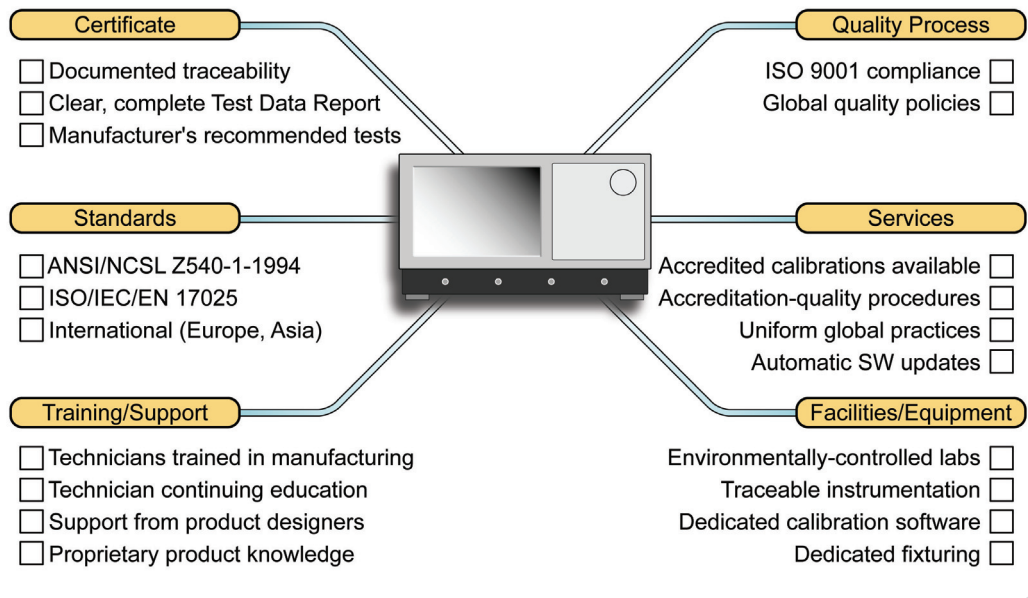 Certificate
Documented traceability
Clear, complete Test Data Report
Manufacturer's recommended tests
Quality Process
ISO 9001 compliance
Global quality policies
Standards
ANSI/NCSL Z540-1-1994
ISO/IEC/EN 17025
International (Europe, Asia)
Services
Accredited calibrations available
Accreditation-quality procedures
Uniform global practices
Automatic SW updates
Training/Support
Technicians trained in manufacturing
Technician continuing education
Support from product designers
Proprietary product knowledge
Facilities/Equipment
Environmentally-controlled labs
Traceable instrumentation
Dedicated calibration software
Dedicated fixturing